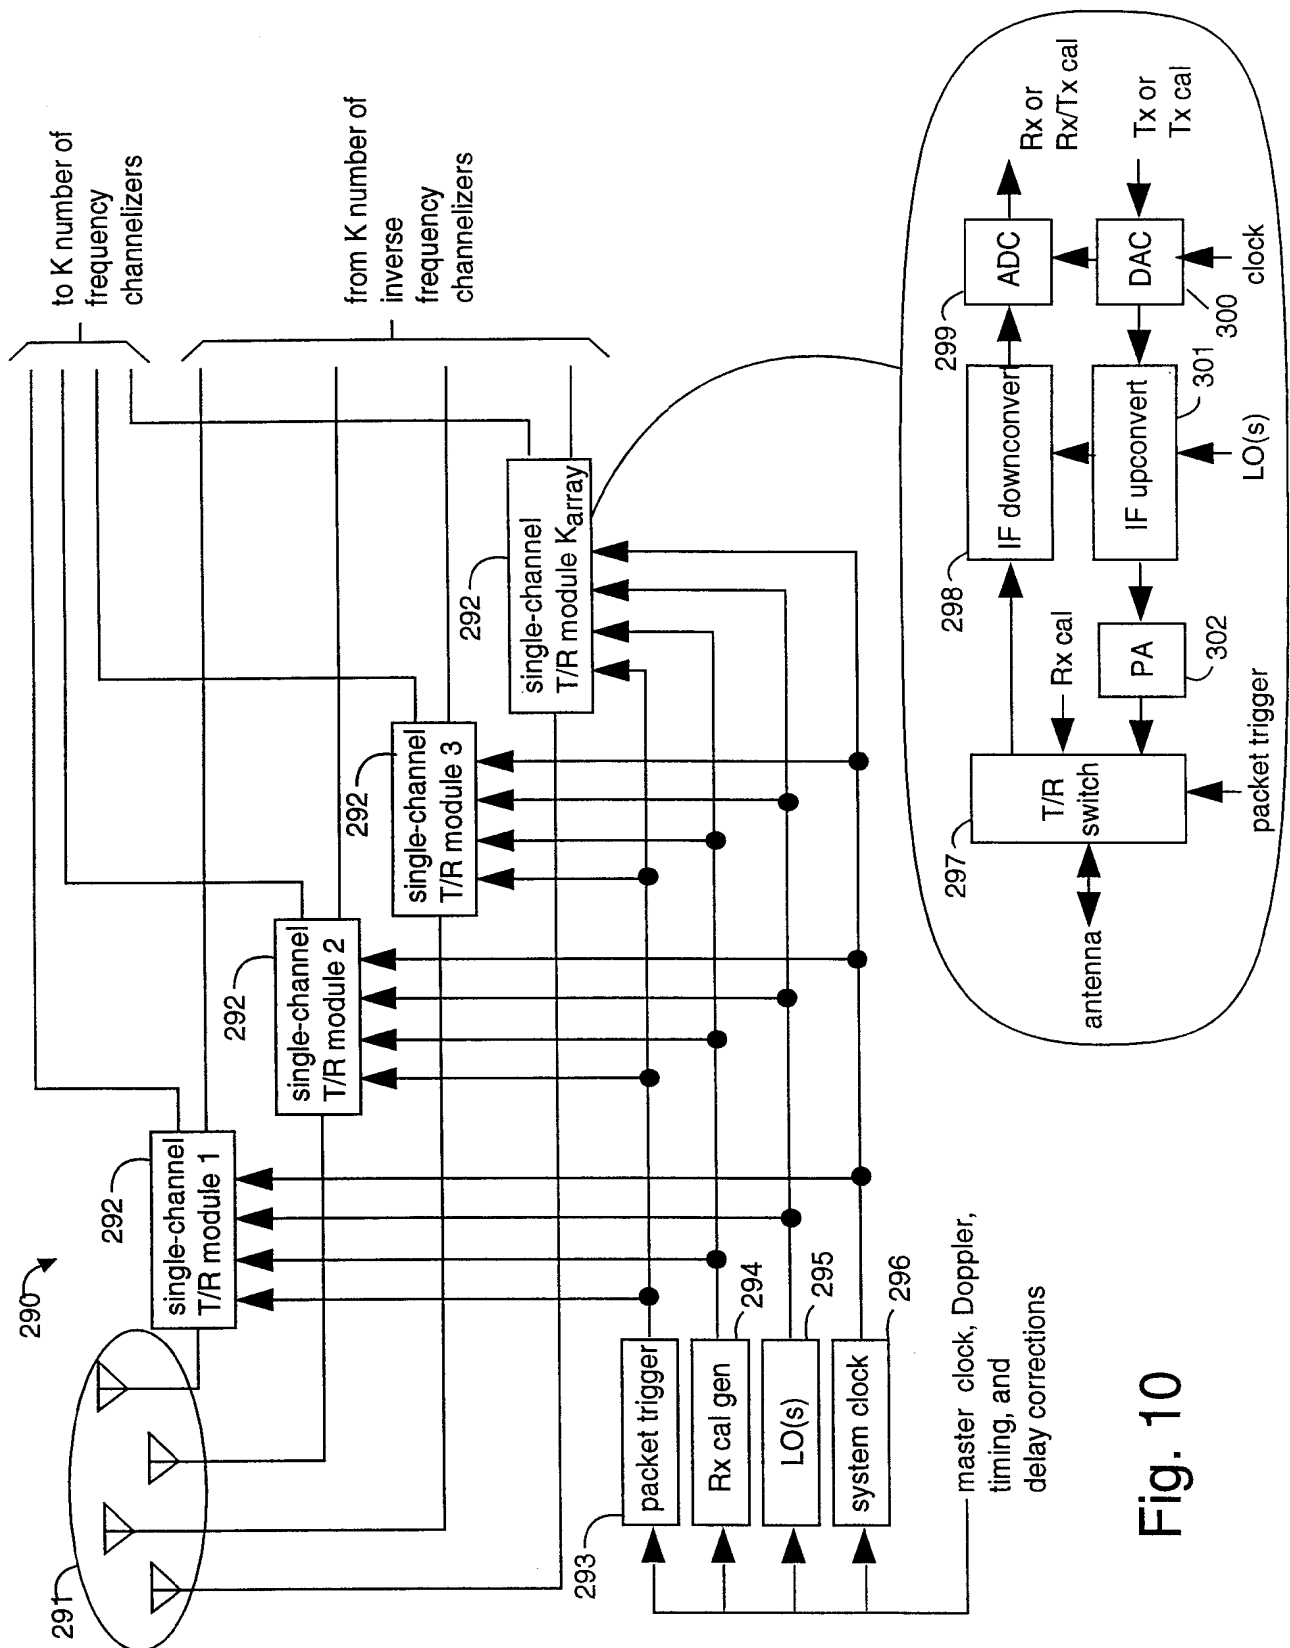 290
291
292
single-channel
T/R module 1
292
single-channel
T/R module 2
292
single-channel
T/R module 3
292
single-channel
T/R module Karray
to K number of
frequency
channelizers
from K number of
inverse
frequency
channelizers
293
packet trigger
Rx cal gen
294
LO(s)
295
system clock
296
master clock, Doppler,
timing, and
delay corrections
antenna
297
T/R
switch
packet trigger
Rx cal
298
IF downconvert
299
ADC
Rx or
Rx/Tx cal
PA
302
IF upconvert
301
LO(s)
DAC
300
clock
Tx or
Tx cal
Fig. 10